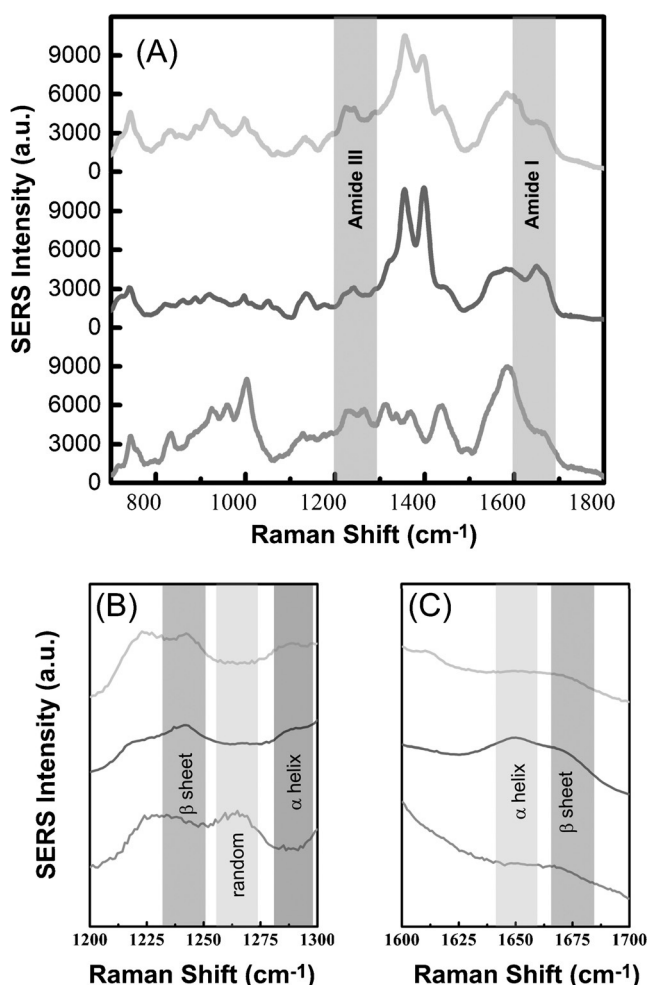 (A)
SERS Intensity (a.u.)
9000
6000
3000
0
9000
6000
3000
0
9000
6000
3000
0
Amide III
Amide I
800 1000 1200 1400 1600 1800
Raman Shift (cm-1)
(B)
SERS Intensity (a.u.)
β sheet
random
α helix
1200 1225 1250 1275 1300
Raman Shift (cm-1)
(C)
α helix
β sheet
1600 1625 1650 1675 1700
Raman Shift (cm-1)